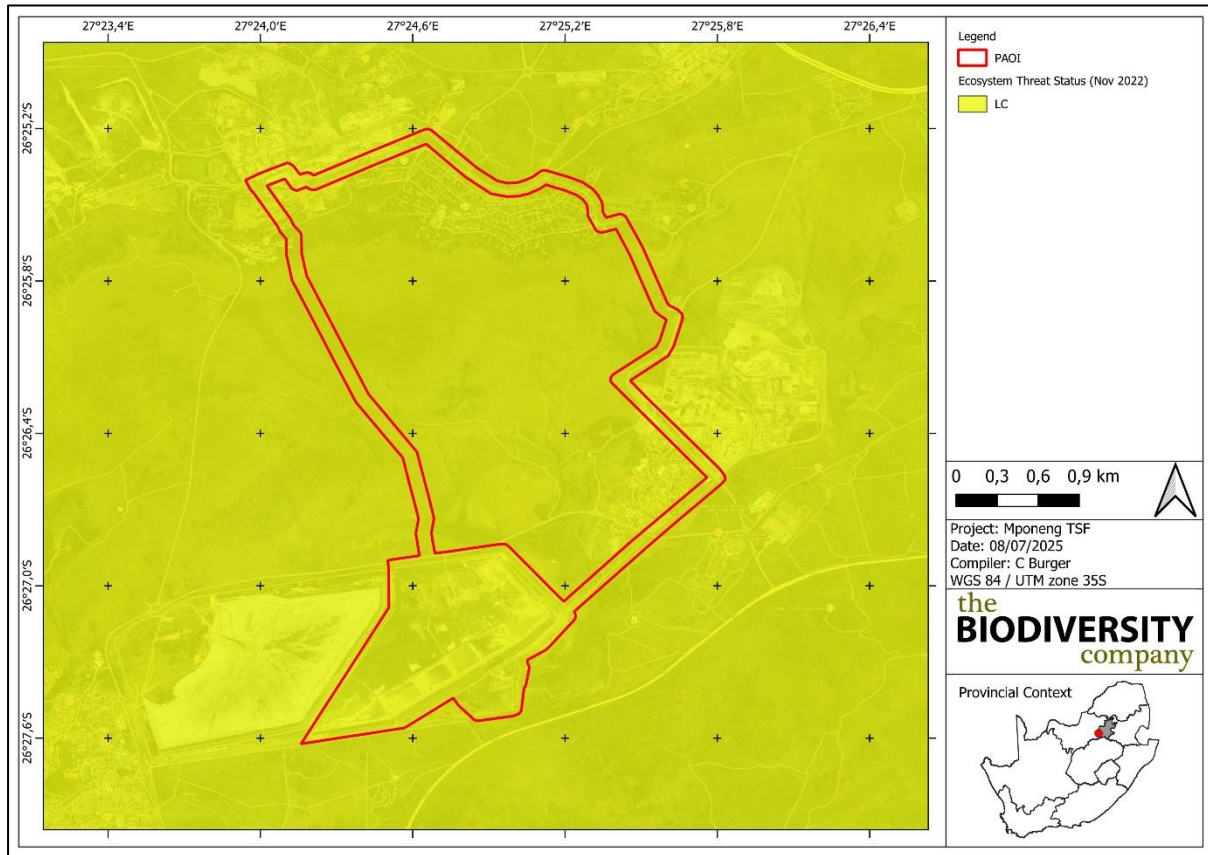 27°23,4'E 27°24,0'E 27°24,6'E 27°25,2'E 27°25,8'E 27°26,4'E
26°25,2'S
26°25,8'S
26°26,4'S
26°27,0'S
26°27,6'S
Legend
PAOI
Ecosystem Threat Status (Nov 2022)
LC
0 0,3 0,6 0,9 km
Project: Mponeng TSF
Date: 08/07/2025
Compiler: C Burger
WGS 84 / UTM zone 35S
the
BIODIVERSITY
company
Provincial Context